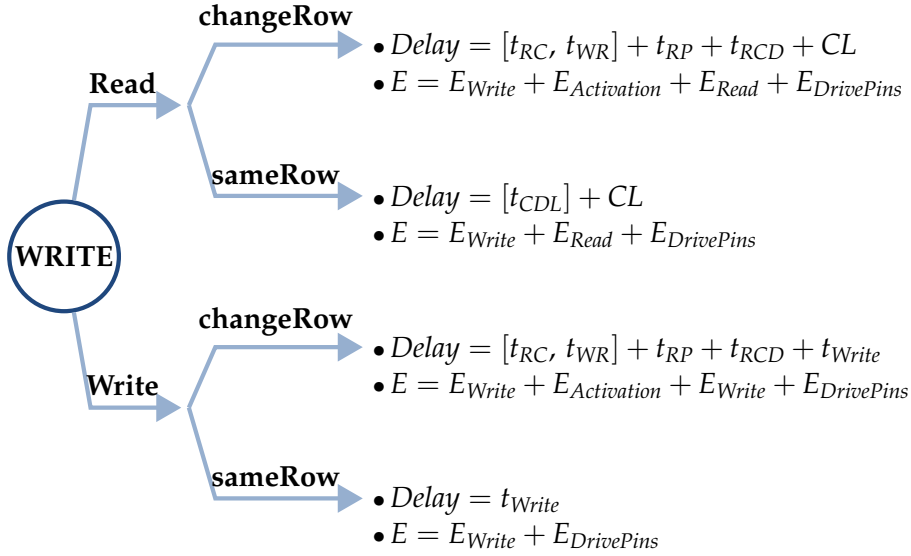 changeRow
• Delay = [t_RC, t_WR] + t_RP + t_RCD + CL
• E = E_Write + E_Activation + E_Read + E_DrivePins
Read
sameRow
• Delay = [t_CDL] + CL
• E = E_Write + E_Read + E_DrivePins
WRITE
changeRow
• Delay = [t_RC, t_WR] + t_RP + t_RCD + t_Write
• E = E_Write + E_Activation + E_Write + E_DrivePins
Write
sameRow
• Delay = t_Write
• E = E_Write + E_DrivePins